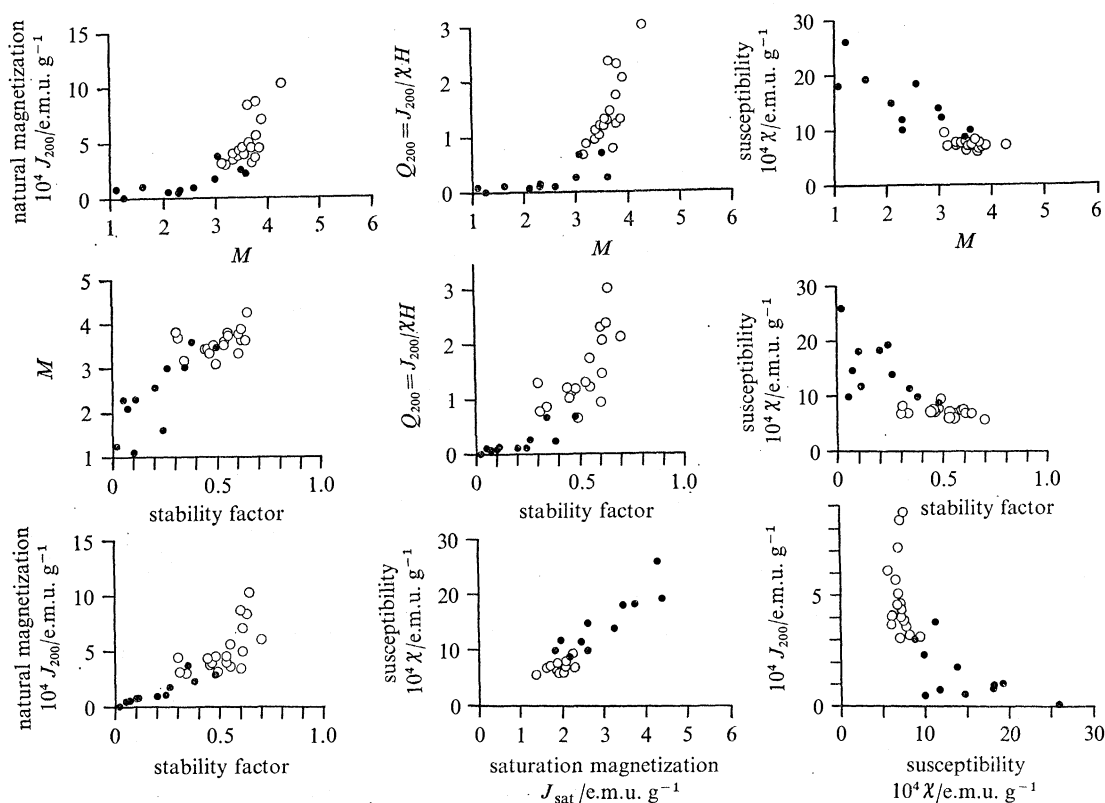 natural magnetization
10⁴ J₂₀₀/e.m.u. g⁻¹
15
10
5
0
1 2 3 4 5 6
M
Q₂₀₀ = J₂₀₀/χH
3
2
1
0
1 2 3 4 5 6
M
susceptibility
10⁴ χ/e.m.u. g⁻¹
30
20
10
0
1 2 3 4 5 6
M
M
5
4
3
2
1
0 0.5 1.0
stability factor
Q₂₀₀ = J₂₀₀/χH
3
2
1
0
0 0.5 1.0
stability factor
susceptibility
10⁴ χ/e.m.u. g⁻¹
30
20
10
0
0 0.5 1.0
stability factor
natural magnetization
10⁴ J₂₀₀/e.m.u. g⁻¹
15
10
5
0
0 0.5 1.0
stability factor
susceptibility
10⁴ χ/e.m.u. g⁻¹
30
20
10
0
0 1 2 3 4 5 6
saturation magnetization
J_sat/e.m.u. g⁻¹
10⁴ J₂₀₀/e.m.u. g⁻¹
5
0
0 10 20 30
susceptibility
10⁴ χ/e.m.u. g⁻¹